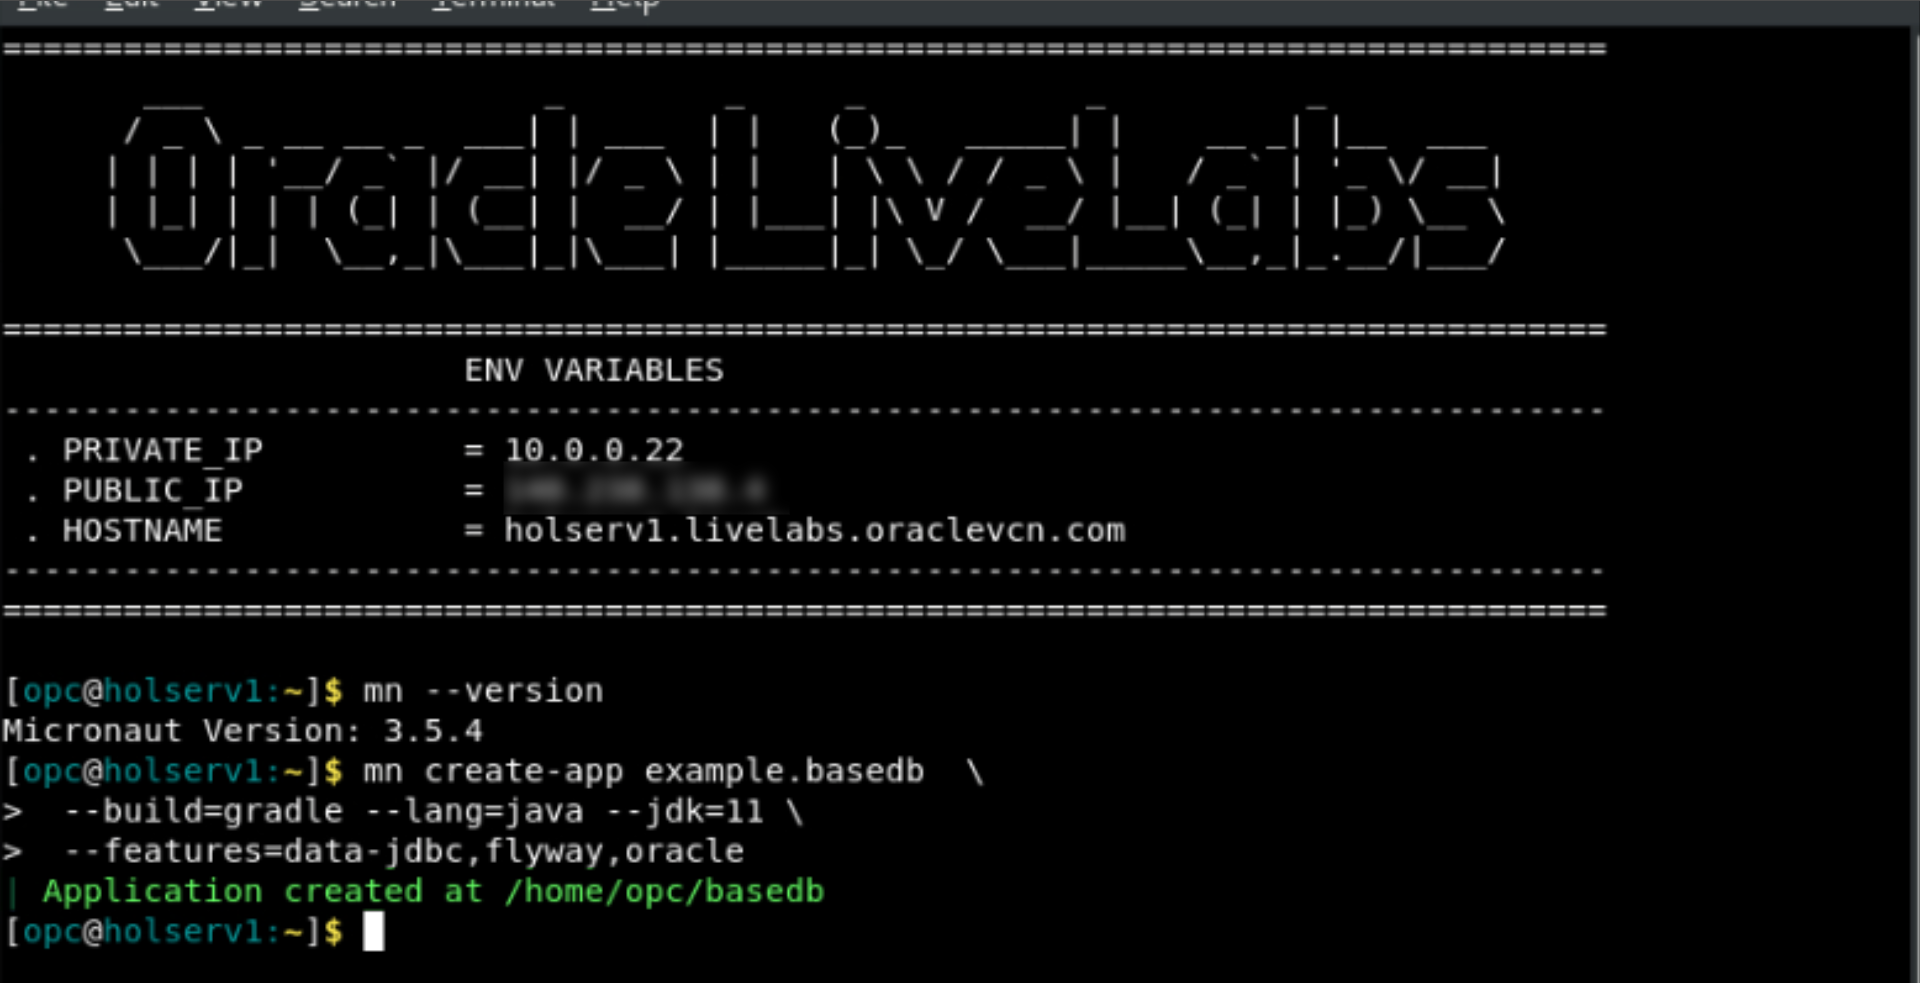 File Edit View Search Terminal Help
================================================================================
Oracle LiveLabs
================================================================================
ENV VARIABLES
--------------------------------------------------------------------------------
. PRIVATE_IP = 10.0.0.22
. PUBLIC_IP =
. HOSTNAME = holserv1.livelabs.oraclevcn.com
--------------------------------------------------------------------------------
================================================================================
[opc@holserv1:~]$ mn --version
Micronaut Version: 3.5.4
[opc@holserv1:~]$ mn create-app example.basedb \
> --build=gradle --lang=java --jdk=11 \
> --features=data-jdbc,flyway,oracle
| Application created at /home/opc/basedb
[opc@holserv1:~]$